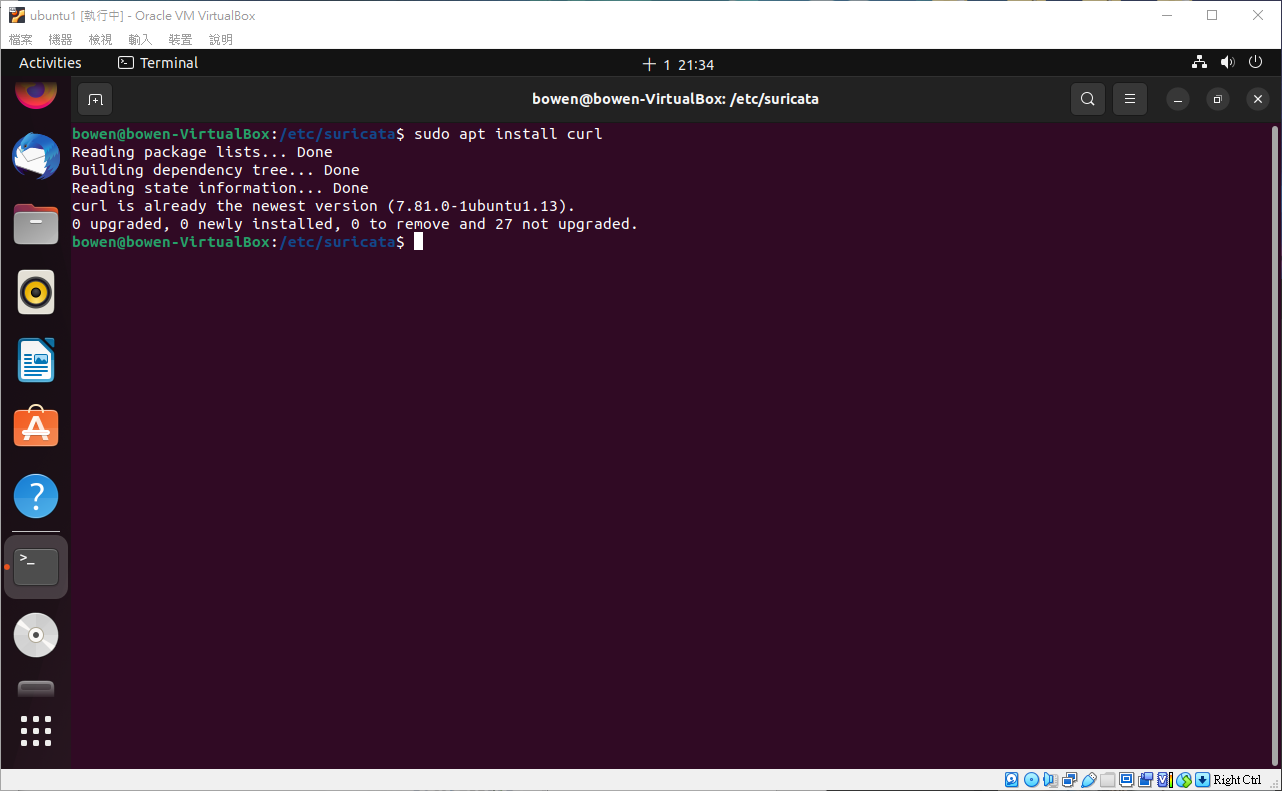 ubuntu1 [執行中] - Oracle VM VirtualBox
檔案 機器 檢視 輸入 裝置 說明
Activities Terminal 1 21:34
bowen@bowen-VirtualBox: /etc/suricata
bowen@bowen-VirtualBox:/etc/suricata$ sudo apt install curl
Reading package lists... Done
Building dependency tree... Done
Reading state information... Done
curl is already the newest version (7.81.0-1ubuntu1.13).
0 upgraded, 0 newly installed, 0 to remove and 27 not upgraded.
bowen@bowen-VirtualBox:/etc/suricata$
Right Ctrl